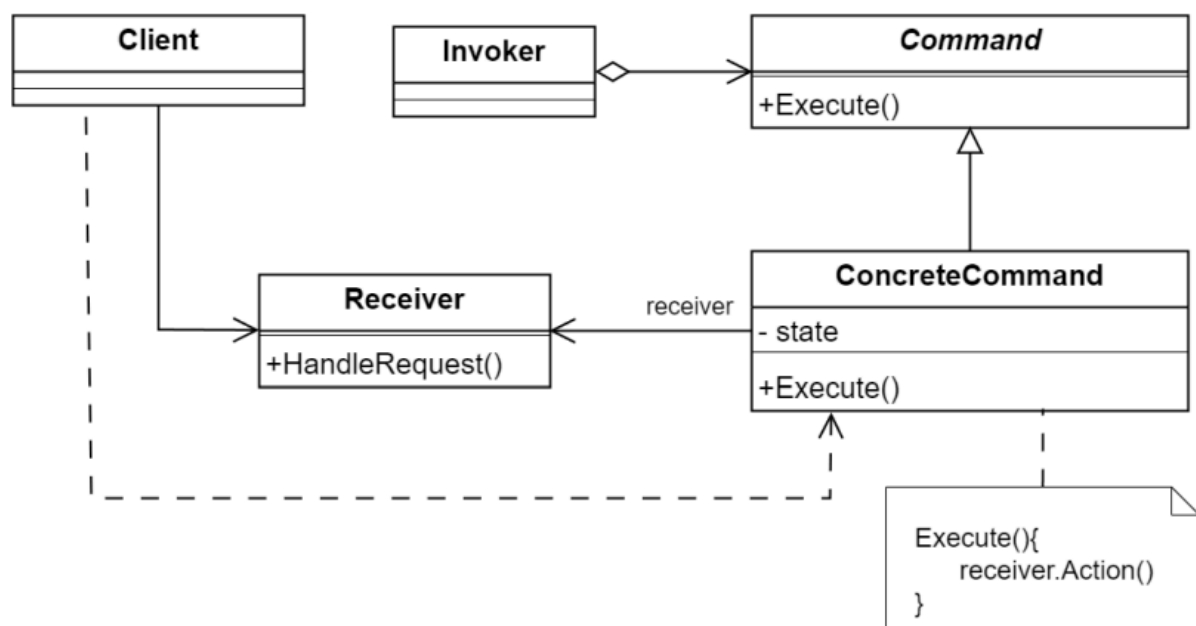 Client
Invoker
Command
+Execute()
Receiver
+HandleRequest()
receiver
ConcreteCommand
- state
+Execute()
Execute(){
receiver.Action()
}